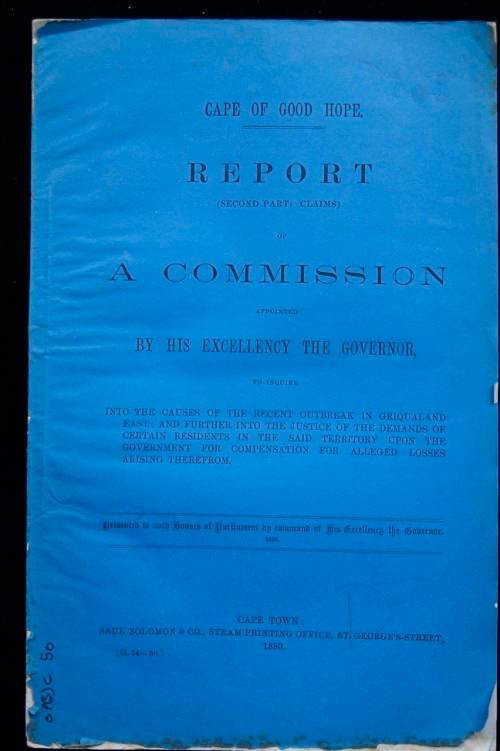 CAPE OF GOOD HOPE.
REPORT
(SECOND PART: CLAIMS)
OF
A COMMISSION
APPOINTED
BY HIS EXCELLENCY THE GOVERNOR,
TO INQUIRE
INTO THE CAUSES OF THE RECENT OUTBREAK IN GRIQUALAND
EAST: AND FURTHER INTO THE JUSTICE OF THE DEMANDS OF
CERTAIN RESIDENTS IN THE SAID TERRITORY UPON THE
GOVERNMENT FOR COMPENSATION FOR ALLEGED LOSSES
ARISING THEREFROM.
Presented to both Houses of Parliament by command of His Excellency the Governor.
1880.
CAPE TOWN:
SAUL SOLOMON & CO., STEAM PRINTING OFFICE, ST. GEORGE'S-STREET,
1880.